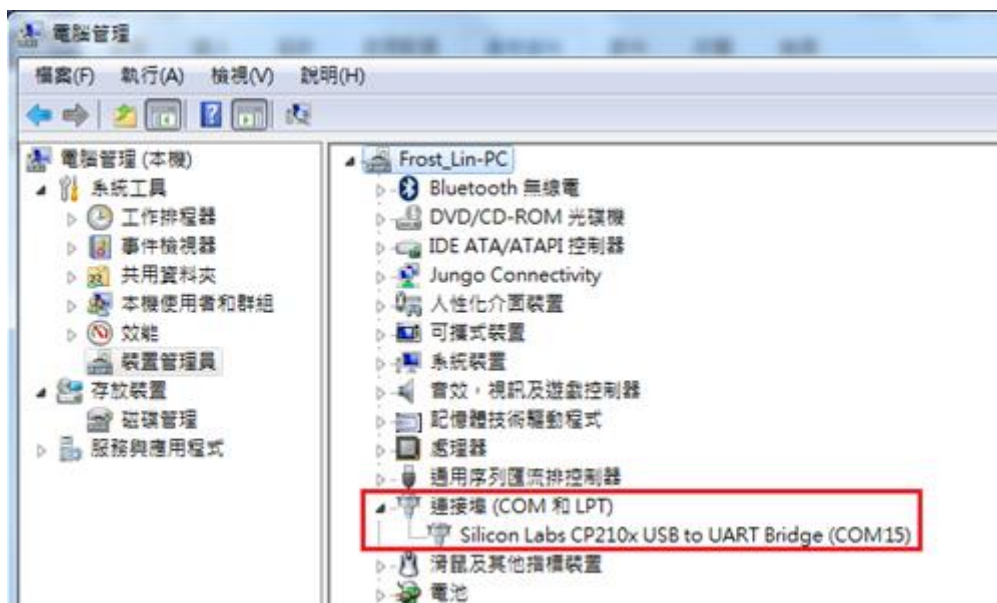 電腦管理
檔案(F) 執行(A) 檢視(V) 說明(H)
電腦管理 (本機)
系統工具
工作排程器
事件檢視器
共用資料夾
本機使用者和群組
效能
裝置管理員
存放裝置
磁碟管理
服務與應用程式
Frost_Lin-PC
Bluetooth 無線電
DVD/CD-ROM 光碟機
IDE ATA/ATAPI 控制器
Jungo Connectivity
人性化介面裝置
可攜式裝置
系統裝置
音效，視訊及遊戲控制器
記憶體技術驅動程式
處理器
通用序列匯流排控制器
連接埠 (COM 和 LPT)
Silicon Labs CP210x USB to UART Bridge (COM15)
滑鼠及其他指標裝置
電池